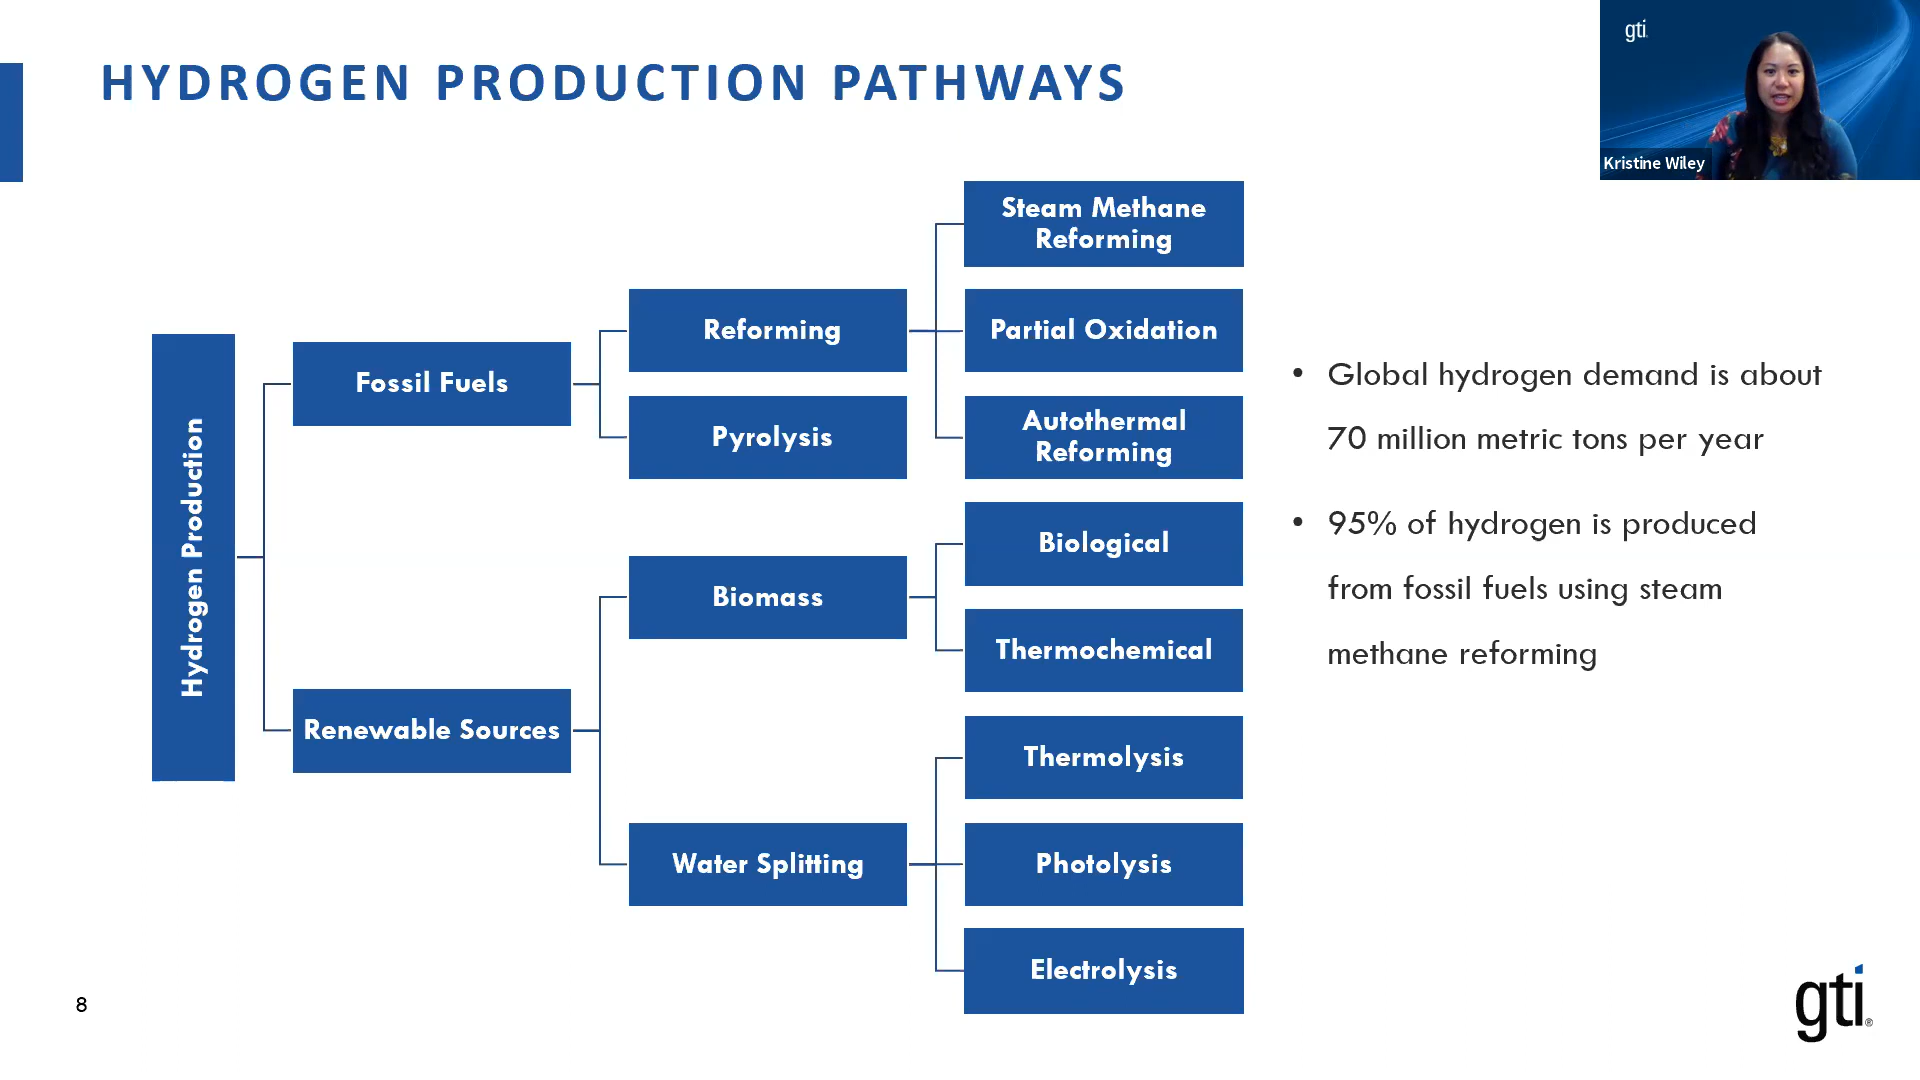 HYDROGEN PRODUCTION PATHWAYS
gti
Kristine Wiley
Hydrogen Production
Fossil Fuels
Renewable Sources
Reforming
Pyrolysis
Biomass
Water Splitting
Steam Methane
Reforming
Partial Oxidation
Autothermal
Reforming
Biological
Thermochemical
Thermolysis
Photolysis
Electrolysis
• Global hydrogen demand is about
70 million metric tons per year
• 95% of hydrogen is produced
from fossil fuels using steam
methane reforming
8
gti®